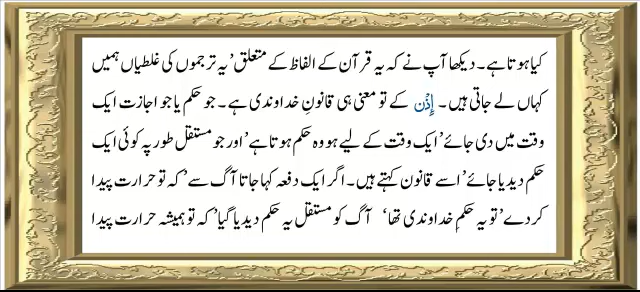 کیا ہوتا ہے۔ دیکھا آپ نے کہ یہ قرآن کے الفاظ کے متعلق' یہ ترجموں کی غلطیاں ہمیں
کہاں لے جاتی ہیں۔ اِذْن کے تو معنی ہی قانونِ خداوندی ہے۔ جو حکم یا جو اجازت ایک
وقت میں دی جائے' ایک وقت کے لیے ہو وہ حکم ہوتا ہے' اور جو مستقل طور پہ کوئی ایک
حکم دیدیا جائے' اسے قانون کہتے ہیں۔ اگر ایک دفعہ کہا جاتا آگ سے' کہ تو حرارت پیدا
کردے' تو یہ حکمِ خداوندی تھا' آگ کو مستقل یہ حکم دیدیا گیا' کہ تو ہمیشہ حرارت پیدا